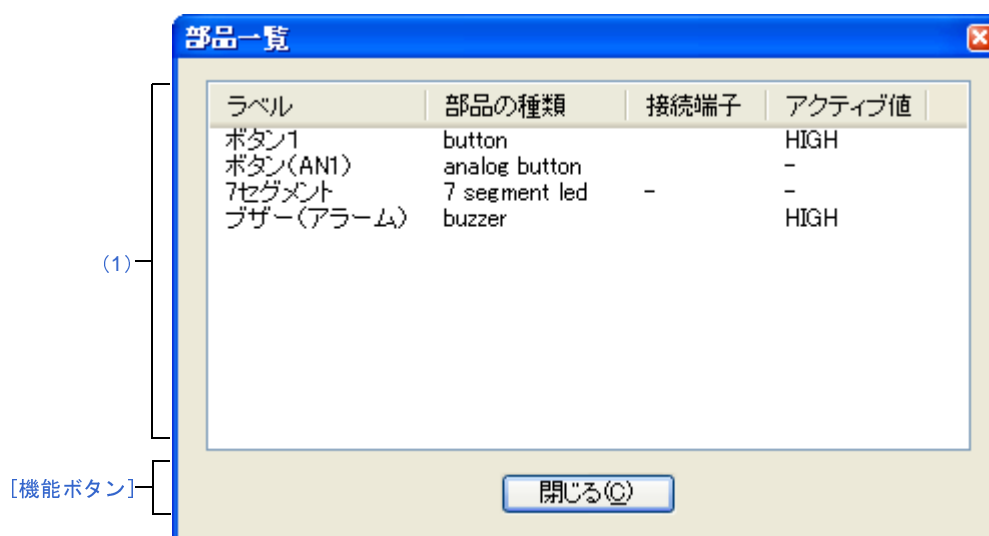 部品一覧
ラベル 部品の種類 接続端子 アクティブ値
ボタン1 button HIGH
ボタン(AN1) analog button -
7セグメント 7 segment led - -
ブザー(アラーム) buzzer HIGH
(1)
[機能ボタン]
閉じる(C)